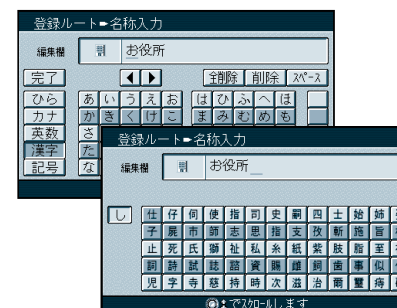 登録ルート➨名称入力
編集欄 お役所
完了 ◀ ▶ 全削除 削除 スペース
ひら あ い う え お は ひ ふ へ ほ
カナ か き く け こ ま み む め も
英数 さ
漢字 た
記号 な
登録ルート➨名称入力
編集欄 お役所
し 仕 仔 伺 使 指 司 史 嗣 四 士 始 姉
子 屍 市 師 志 思 指 支 孜 斯 施 旨
止 死 氏 獅 祉 私 糸 紙 紫 肢 脂 至
詞 詩 試 誌 諮 資 賜 雌 飼 歯 事 似
児 字 寺 慈 持 時 次 滋 治 爾 璽 痔
でスクロールします